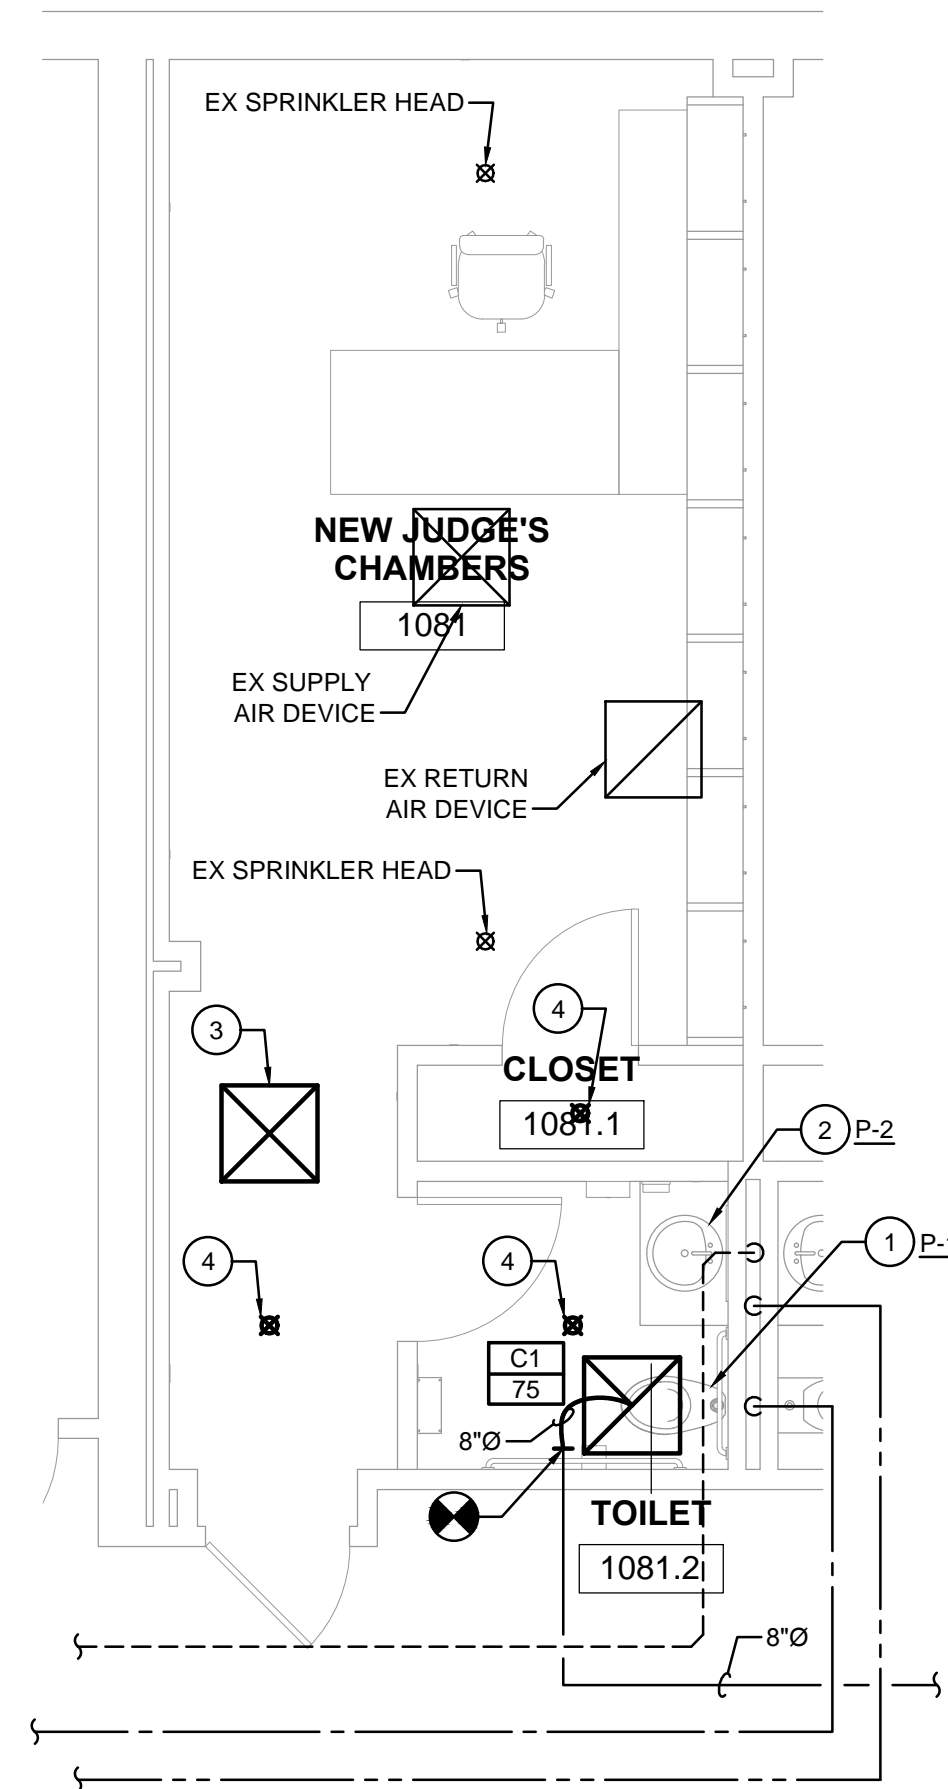 EX SPRINKLER HEAD
NEW JUDGE'S
CHAMBERS
1081
EX SUPPLY
AIR DEVICE
EX RETURN
AIR DEVICE
EX SPRINKLER HEAD
4
3
CLOSET
1081.1
2 P-2
1 P-1
4
4
C1
75
8"Ø
TOILET
1081.2
8"Ø